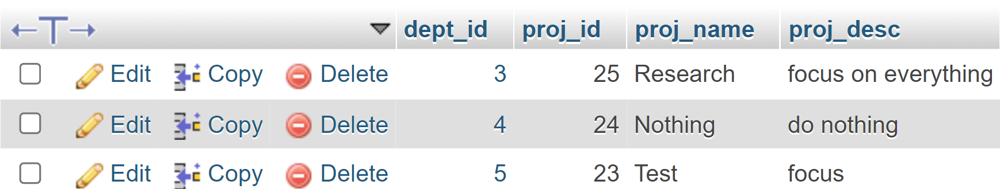 dept_id proj_id proj_name proj_desc
Edit Copy Delete 3 25 Research focus on everything
Edit Copy Delete 4 24 Nothing do nothing
Edit Copy Delete 5 23 Test focus